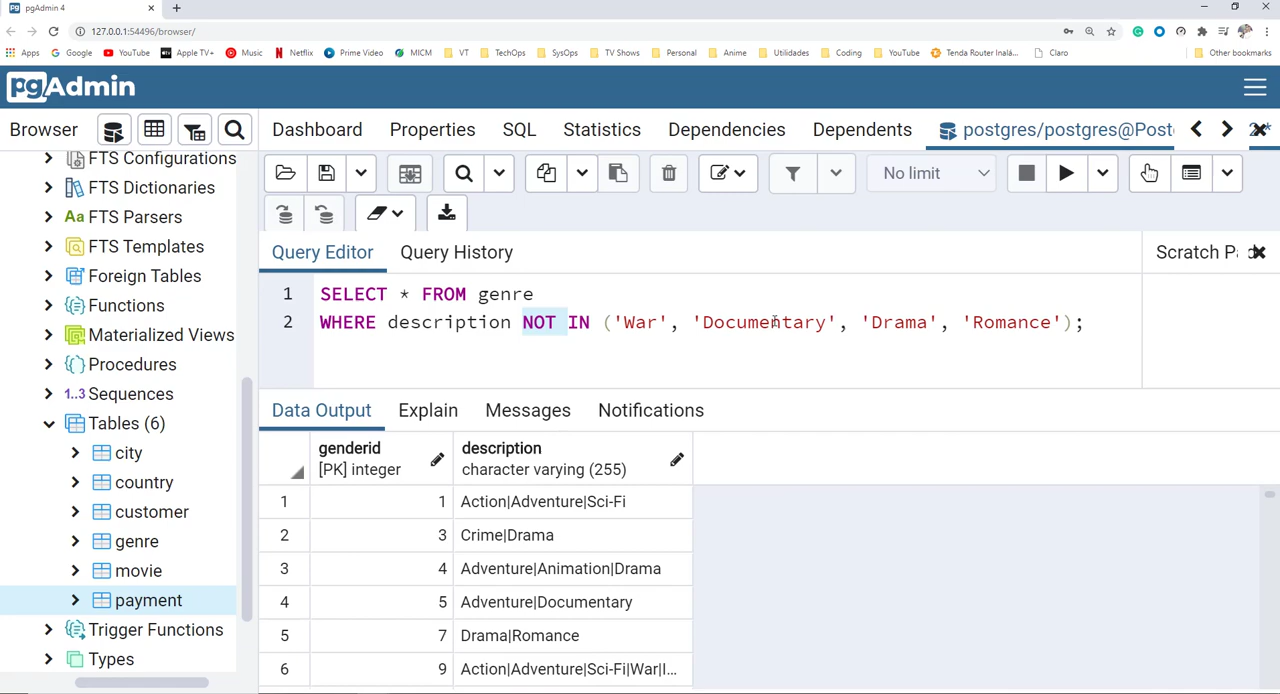 pgAdmin 4
127.0.0.1:54496/browser/
Apps Google YouTube Apple TV+ Music Netflix Prime Video MICM VT TechOps SysOps TV Shows Personal Anime Utilidades Coding YouTube Tenda Router Inalá... Claro Other bookmarks
pgAdmin
Browser
Dashboard Properties SQL Statistics Dependencies Dependents postgres/postgres@Post
No limit
FTS Configurations
FTS Dictionaries
Aa FTS Parsers
FTS Templates
Foreign Tables
Functions
Materialized Views
Procedures
1..3 Sequences
Tables (6)
city
country
customer
genre
movie
payment
Trigger Functions
Types
Query Editor Query History
Scratch P
1 SELECT * FROM genre
2 WHERE description NOT IN ('War', 'Documentary', 'Drama', 'Romance');
Data Output Explain Messages Notifications
genderid
[PK] integer
description
character varying (255)
1 1 Action|Adventure|Sci-Fi
2 3 Crime|Drama
3 4 Adventure|Animation|Drama
4 5 Adventure|Documentary
5 7 Drama|Romance
6 9 Action|Adventure|Sci-Fi|War|I...